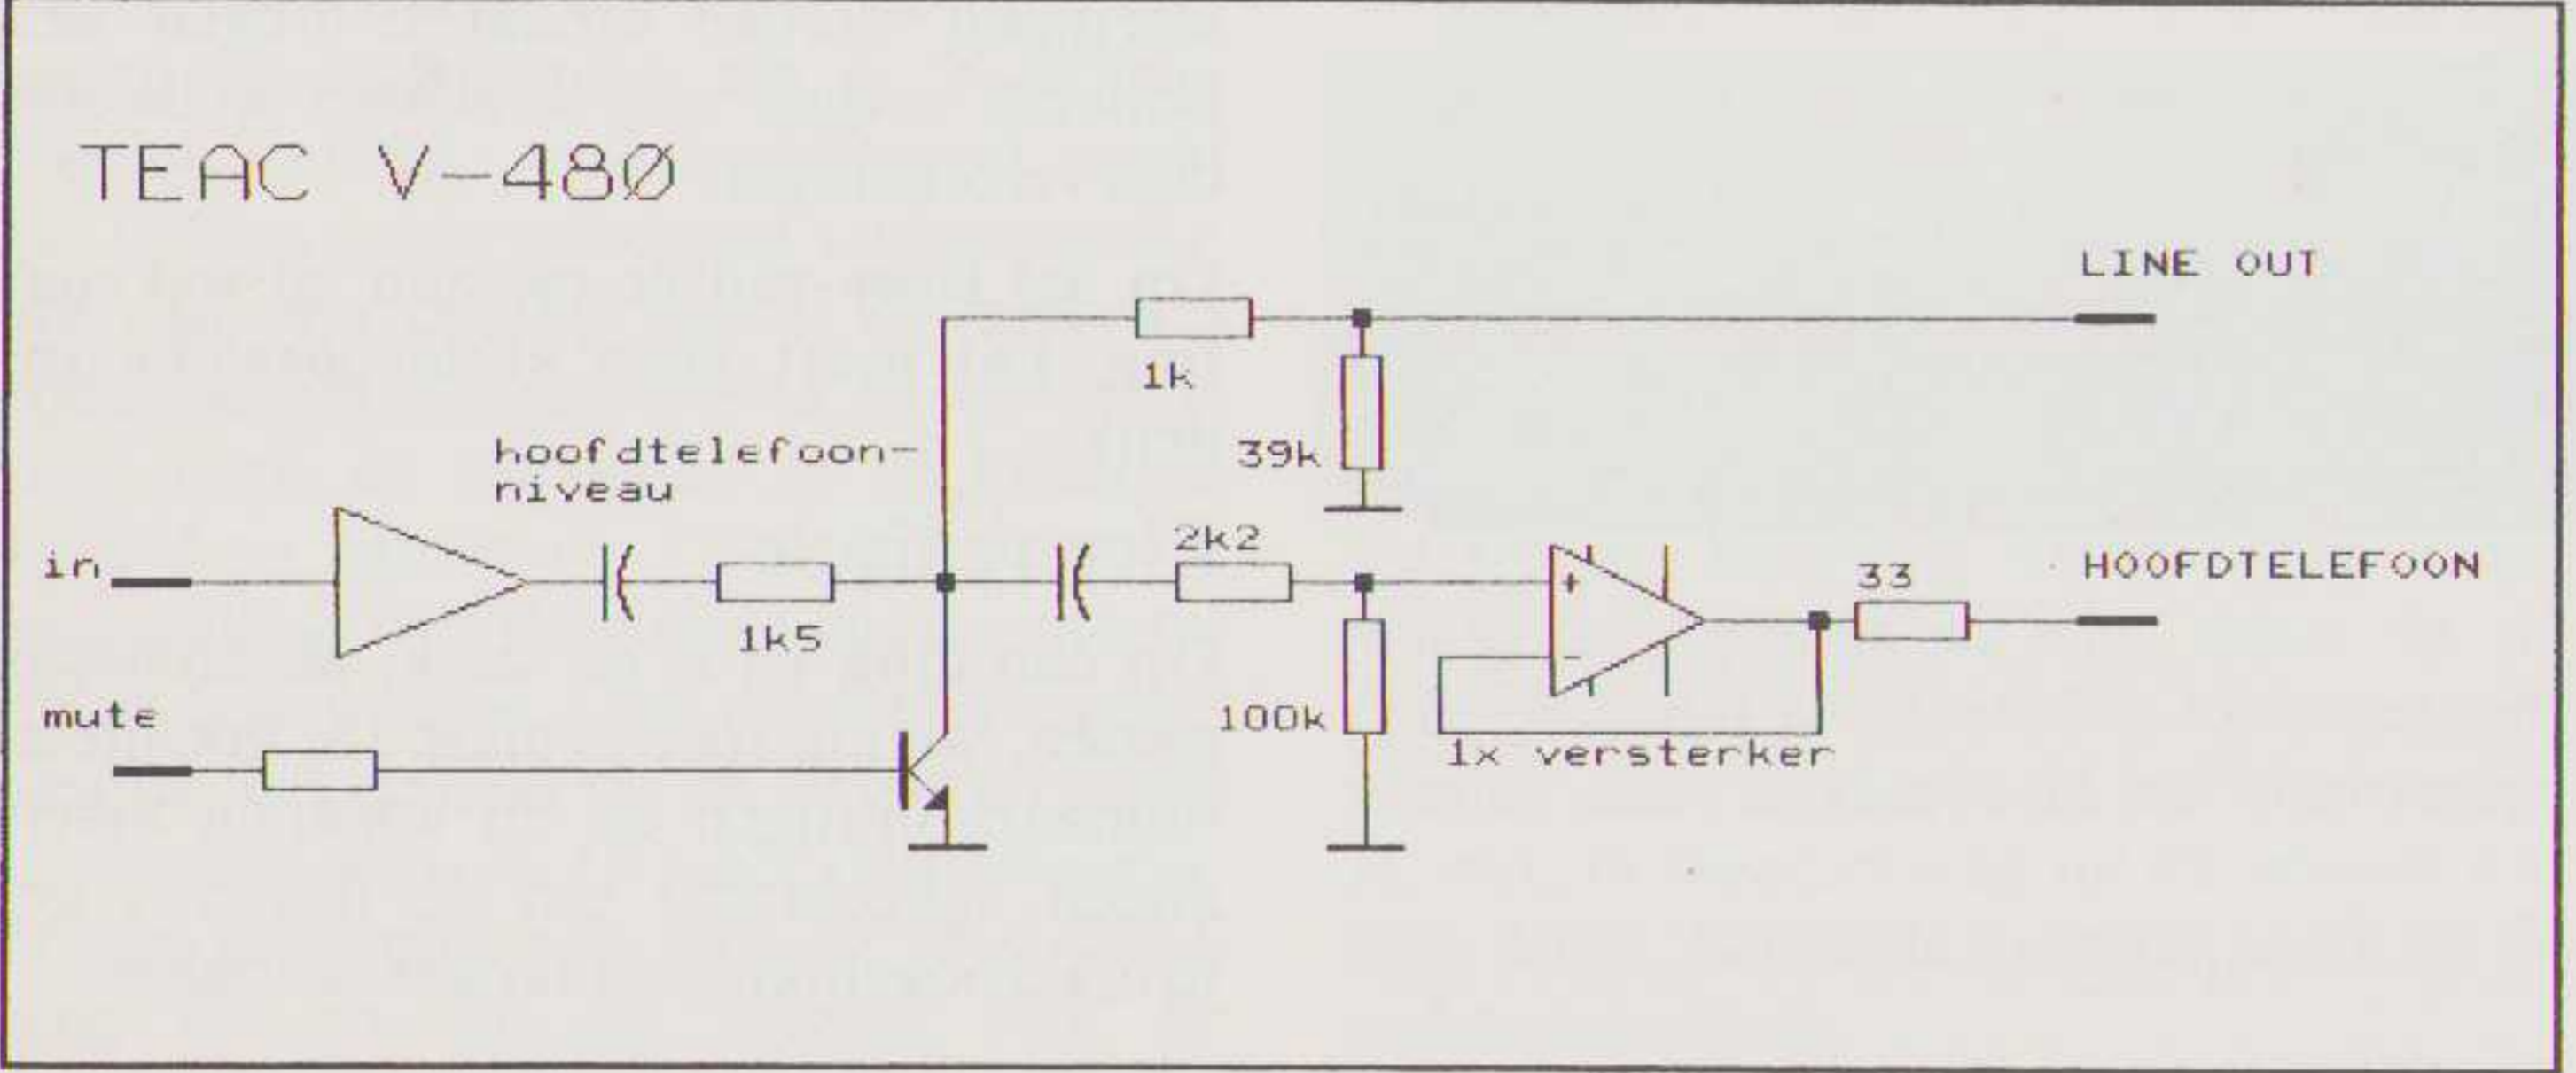 TEAC V-480
LINE OUT
1k
39k
hoofdtelefoon-
niveau
in
1k5
2k2
+
-
33
HOOFDTELEFOON
mute
100k
1x versterker